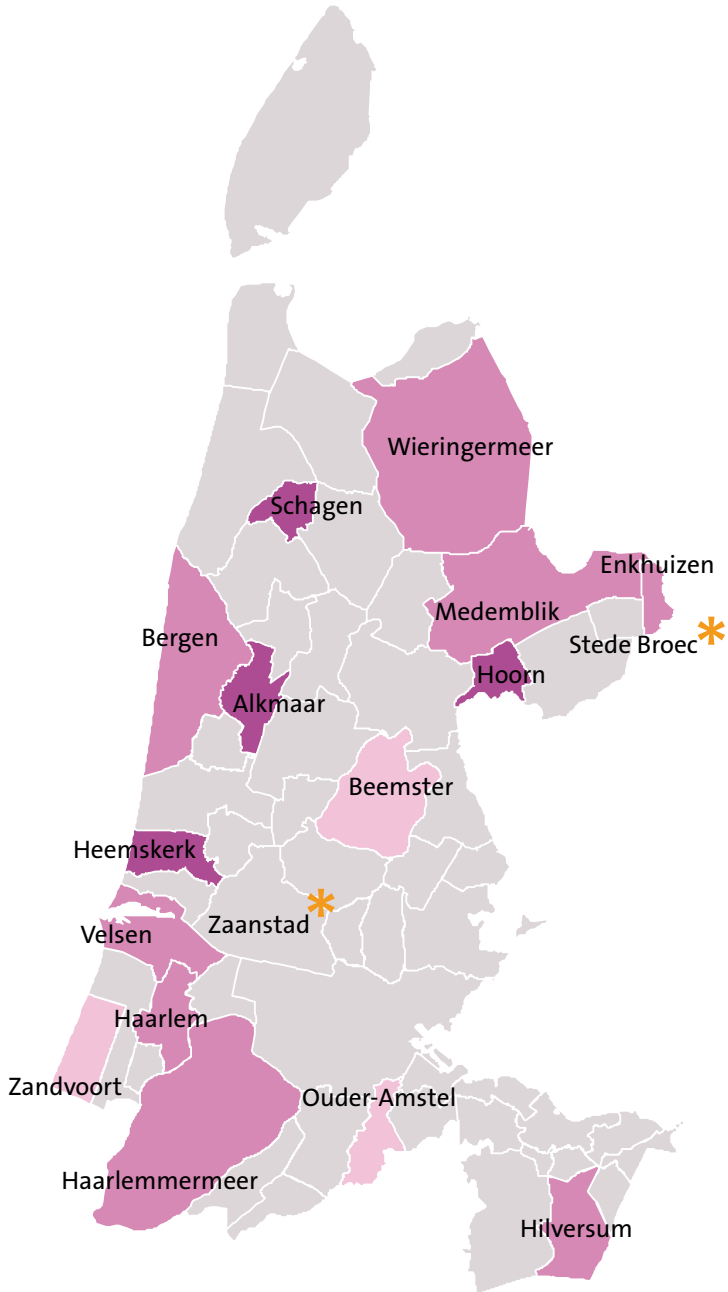 Wieringermeer
Schagen
Enkhuizen
Medemblik
Bergen
Stede Broec*
Hoorn
Alkmaar
Beemster
Heemskerk
Zaanstad*
Velsen
Haarlem
Zandvoort
Ouder-Amstel
Haarlemmermeer
Hilversum